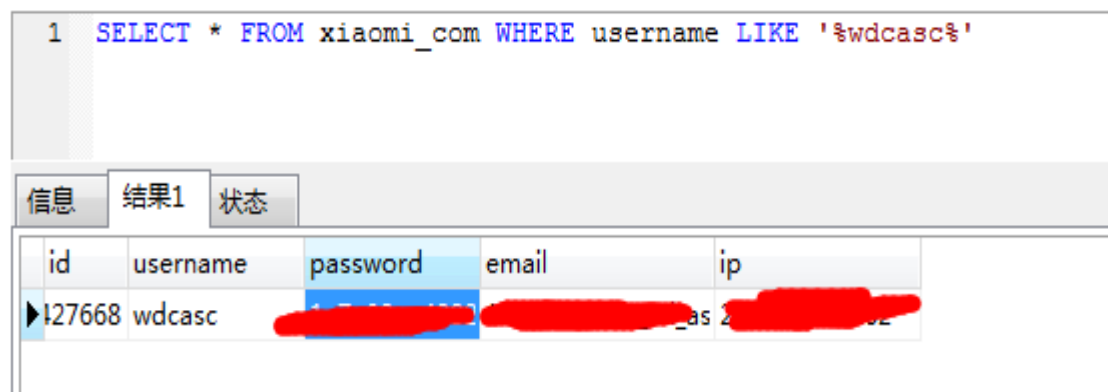 1 SELECT * FROM xiaomi_com WHERE username LIKE '%wdcasc%'
信息 结果1 状态
id username password email ip
427668 wdcasc